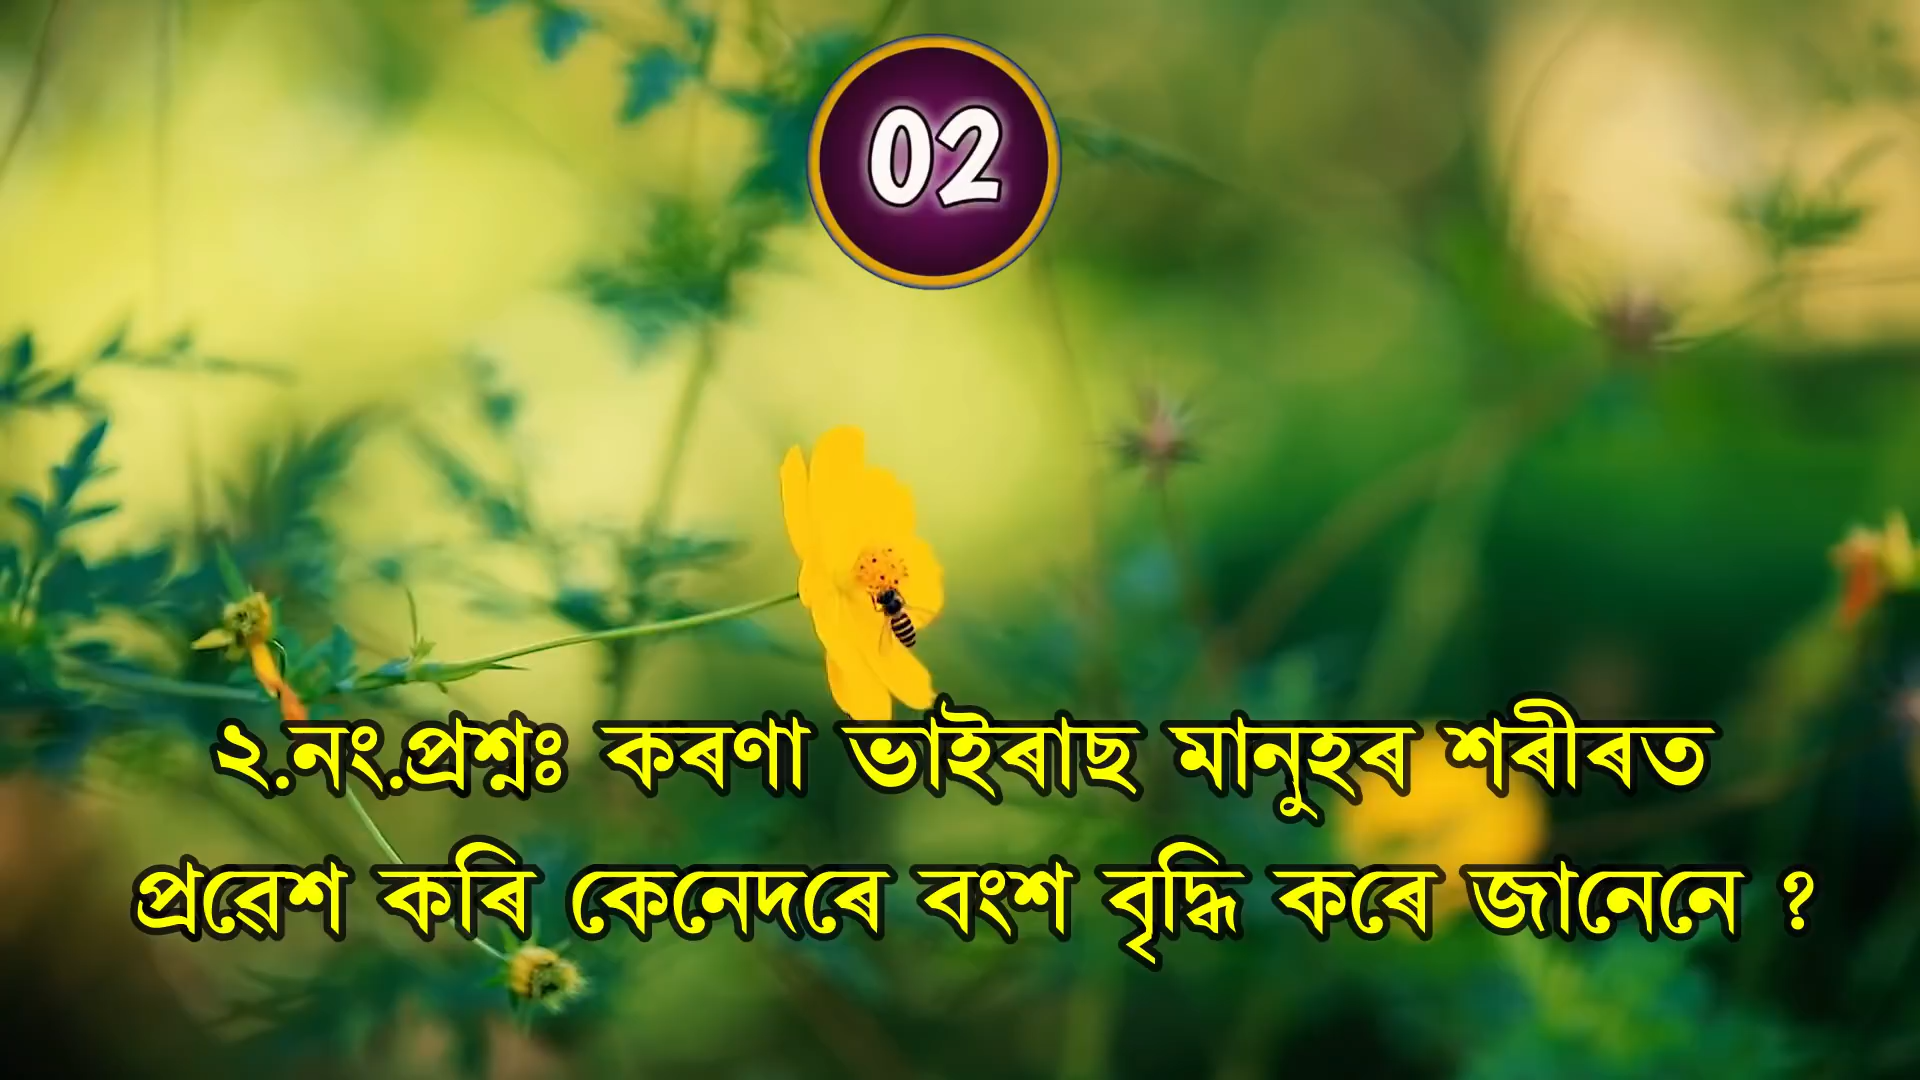 02
২.নং.প্ৰশ্নঃ কৰণা ভাইৰাছ মানুহৰ শৰীৰত
প্ৰৱেশ কৰি কেনেদৰে বংশ বৃদ্ধি কৰে জানেনে ?